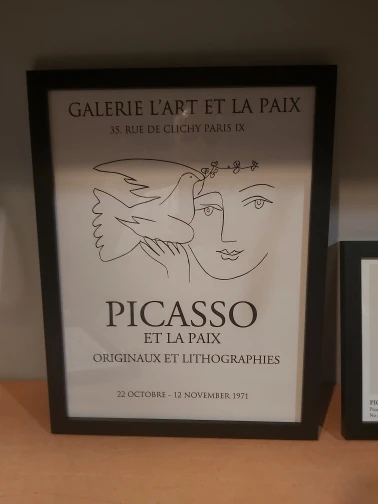 GALERIE L'ART ET LA PAIX
35, RUE DE CLICHY PARIS IX
PICASSO
ET LA PAIX
ORIGINAUX ET LITHOGRAPHIES
22 OCTOBRE - 12 NOVEMBER 1971